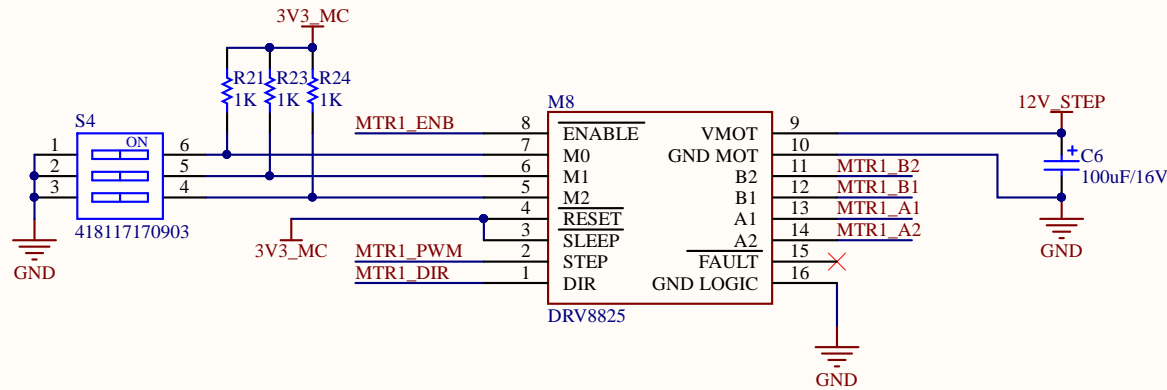 3V3_MC
R21 R23 R24
1K 1K 1K
S4
ON
1 6
2 5
3 4
418117170903
GND
3V3_MC
MTR1_ENB
MTR1_PWM
MTR1_DIR
M8
8 ENABLE VMOT 9
7 M0 GND MOT 10
6 M1 B2 11 MTR1_B2
5 M2 B1 12 MTR1_B1
4 RESET A1 13 MTR1_A1
3 SLEEP A2 14 MTR1_A2
2 STEP FAULT 15
1 DIR GND LOGIC 16
DRV8825
GND
12V_STEP
+
C6
100uF/16V
GND